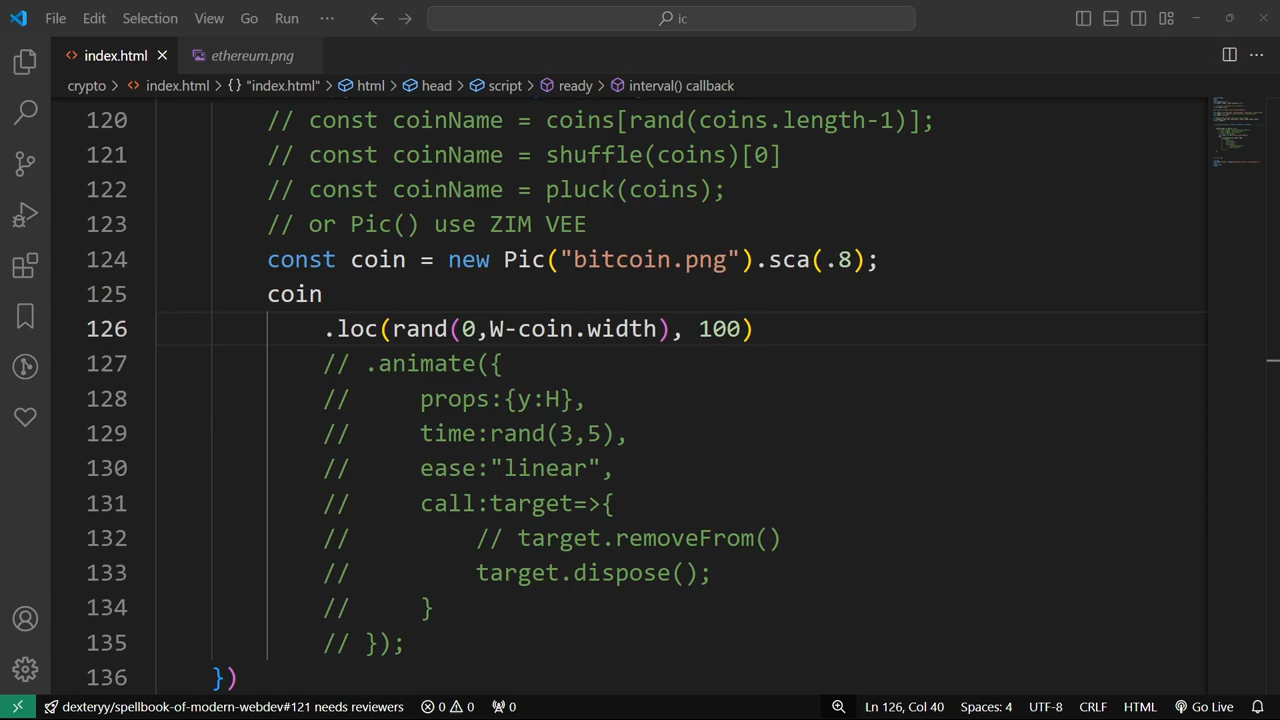 File Edit Selection View Go Run ··· ic
index.html ethereum.png
crypto > index.html > {} "index.html" > html > head > script > ready > interval() callback
120 // const coinName = coins[rand(coins.length-1)];
121 // const coinName = shuffle(coins)[0]
122 // const coinName = pluck(coins);
123 // or Pic() use ZIM VEE
124 const coin = new Pic("bitcoin.png").sca(.8);
125 coin
126 .loc(rand(0,W-coin.width), 100)
127 // .animate({
128 // props:{y:H},
129 // time:rand(3,5),
130 // ease:"linear",
131 // call:target=>{
132 // // target.removeFrom()
133 // target.dispose();
134 // }
135 // });
136 })
dexteryy/spellbook-of-modern-webdev#121 needs reviewers 0 0 0 Ln 126, Col 40 Spaces: 4 UTF-8 CRLF HTML Go Live